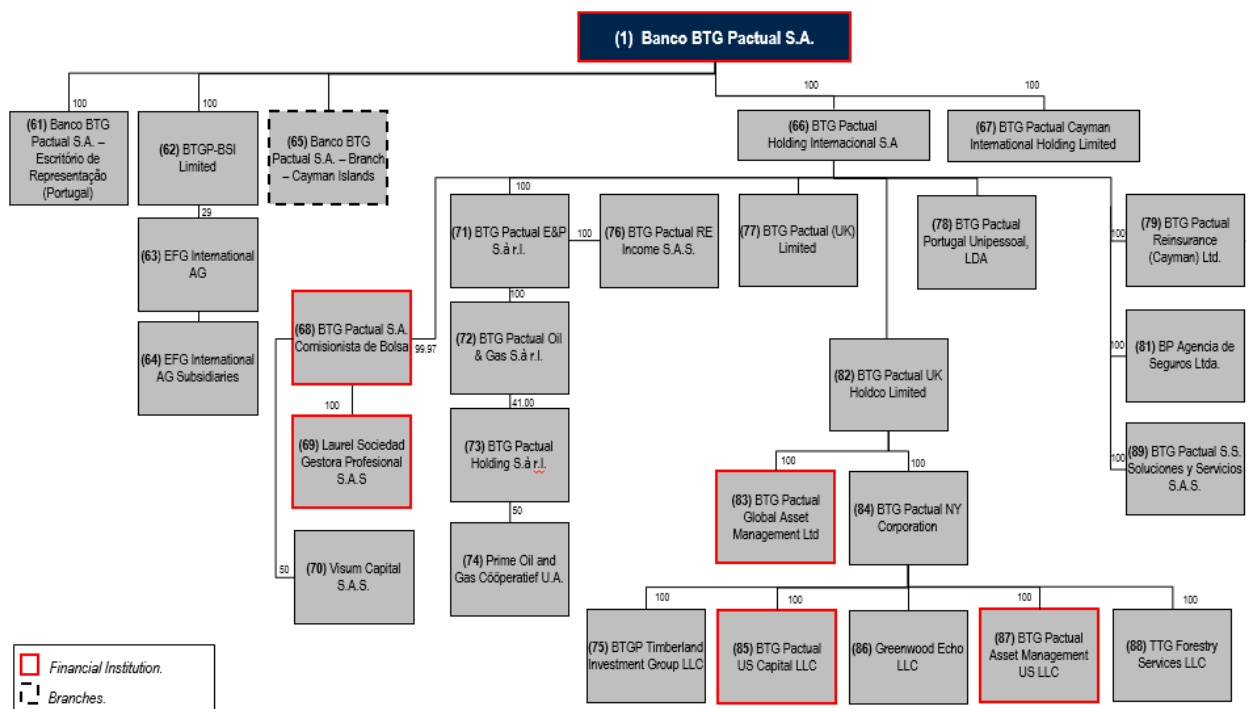 (1) Banco BTG Pactual S.A.
100
100
100
100
(61) Banco BTG
Pactual S.A. –
Escritório de
Representação
(Portugal)
(62) BTGP-BSI
Limited
(65) Banco BTG
Pactual S.A. – Branch
– Cayman Islands
(66) BTG Pactual
Holding Internacional S.A
(67) BTG Pactual Cayman
International Holding Limited
29
(63) EFG International
AG
(64) EFG International
AG Subsidiaries
100
(71) BTG Pactual E&P
S.à r.l.
100
(76) BTG Pactual RE
Income S.A.S.
(77) BTG Pactual (UK)
Limited
(78) BTG Pactual
Portugal Unipessoal,
LDA
100
(79) BTG Pactual
Reinsurance
(Cayman) Ltd.
(68) BTG Pactual S.A.
Comisionista de Bolsa
99.97
100
(72) BTG Pactual Oil
& Gas S.à r.l.
(82) BTG Pactual UK
Holdco Limited
100
(81) BP Agencia de
Seguros Ltda.
100
(69) Laurel Sociedad
Gestora Profesional
S.A.S
41.00
(73) BTG Pactual
Holding S.à r.l.
100
(89) BTG Pactual S.S.
Soluciones y Servicios
S.A.S.
100
100
(83) BTG Pactual
Global Asset
Management Ltd
(84) BTG Pactual NY
Corporation
50
(70) Visum Capital
S.A.S.
50
(74) Prime Oil and
Gas Cöôperatief U.A.
100
100
100
100
(75) BTGP Timberland
Investment Group LLC
(85) BTG Pactual
US Capital LLC
(86) Greenwood Echo
LLC
(87) BTG Pactual
Asset Management
US LLC
(88) TTG Forestry
Services LLC
Financial Institution.
Branches.